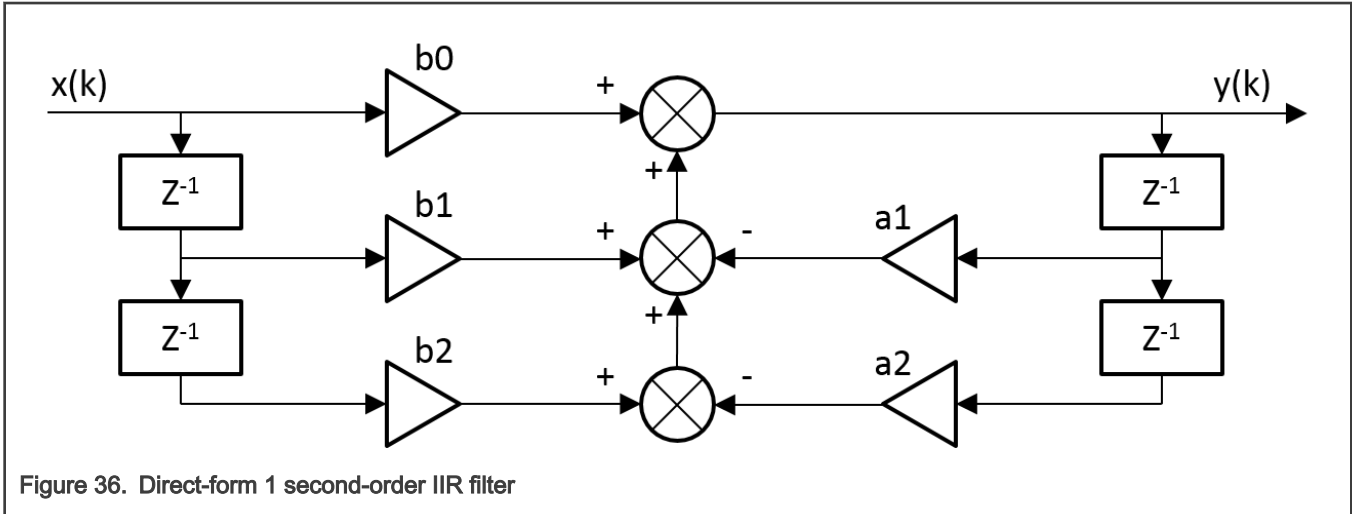 b0
x(k) + y(k)
Z-1 + Z-1
b1 + - a1
Z-1 + Z-1
b2 + - a2
Figure 36. Direct-form 1 second-order IIR filter